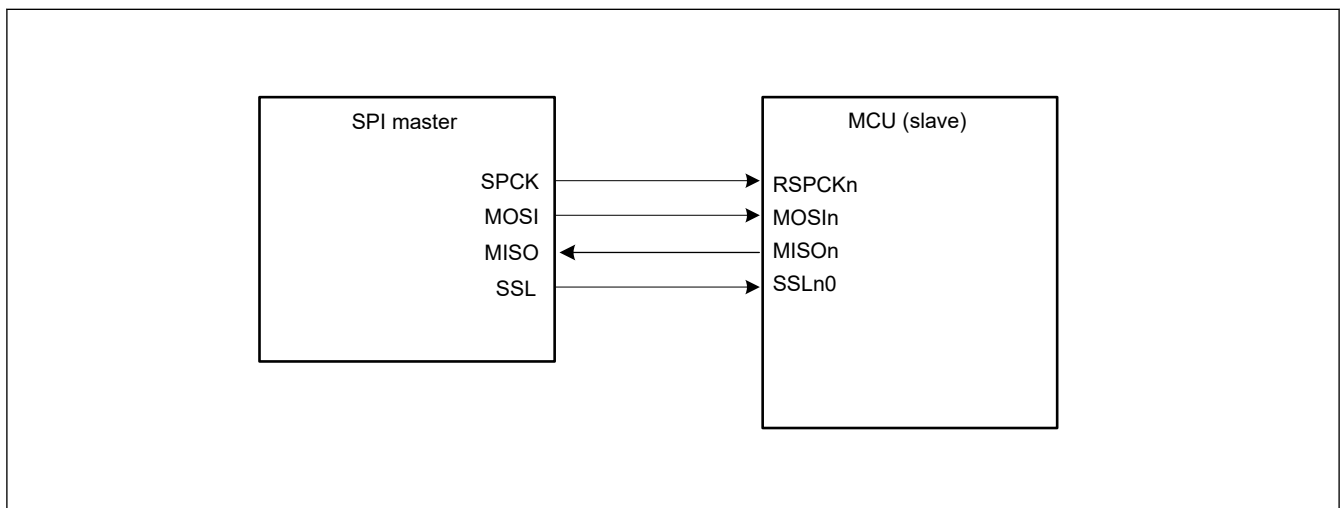 SPI master
SPCK
MOSI
MISO
SSL
MCU (slave)
RSPCKn
MOSIn
MISOn
SSLn0